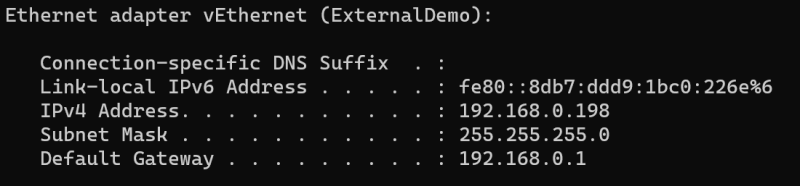 Ethernet adapter vEthernet (ExternalDemo):
Connection-specific DNS Suffix  . :
Link-local IPv6 Address . . . . . : fe80::8db7:ddd9:1bc0:226e%6
IPv4 Address. . . . . . . . . . . : 192.168.0.198
Subnet Mask . . . . . . . . . . . : 255.255.255.0
Default Gateway . . . . . . . . . : 192.168.0.1